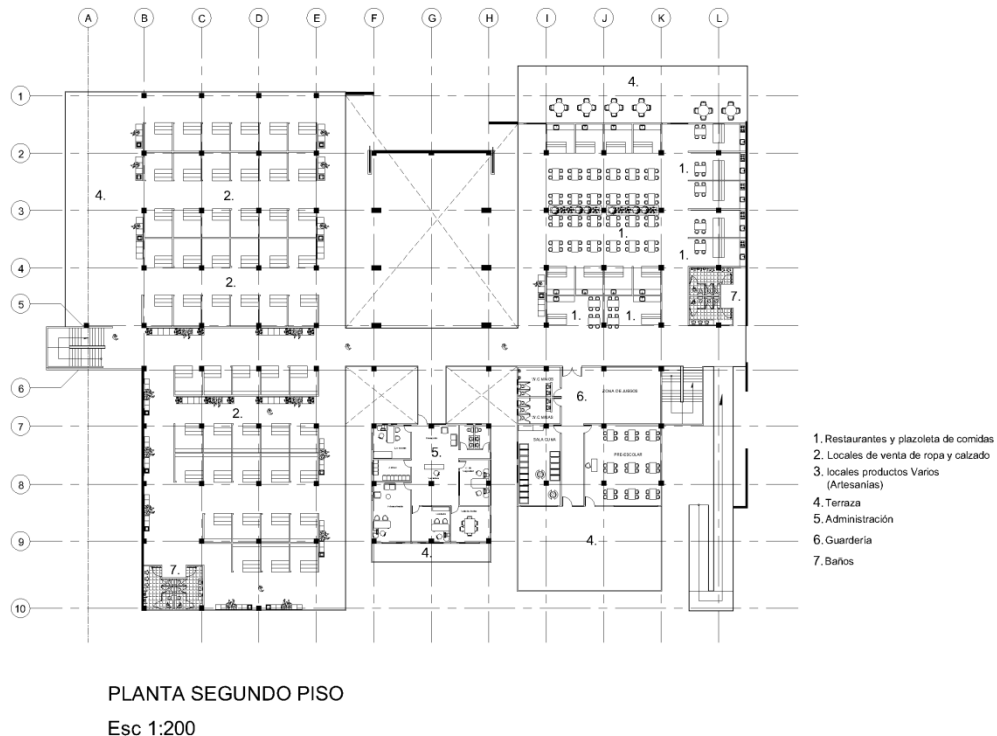 A B C D E F G H I J K L
1
4.
2
1.
4. 2.
3
1.
4 1.
2.
5 1. 1. 7.
6
6. ZONA DE JUEGOS
2.
7
SALA CUNA
5. PRE-ESCOLAR
8
9
4. 4.
7.
10
1. Restaurantes y plazoleta de comidas
2. Locales de venta de ropa y calzado
3. locales productos Varios
(Artesanías)
4. Terraza
5. Administración
6. Guardería
7. Baños
PLANTA SEGUNDO PISO
Esc 1:200